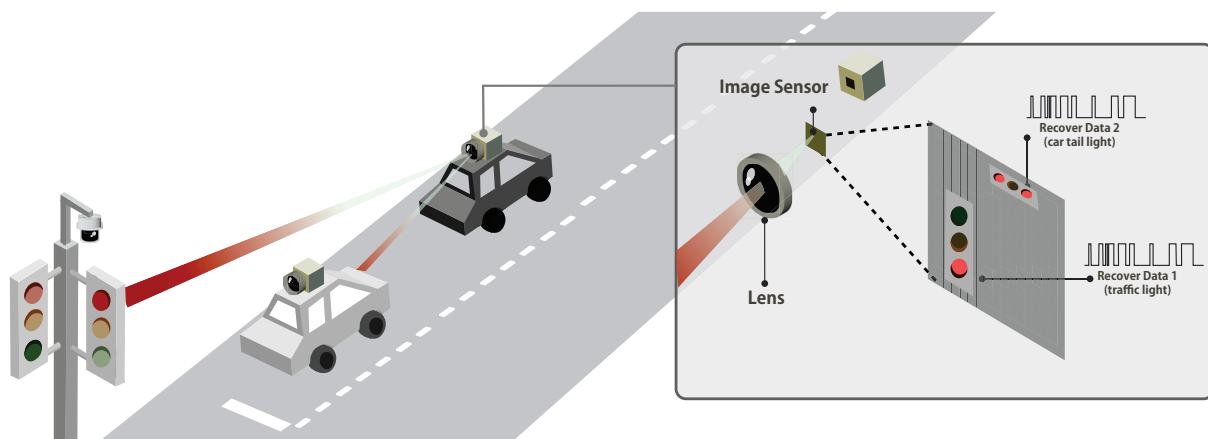 Image Sensor
Recover Data 2
(car tail light)
Recover Data 1
(traffic light)
Lens